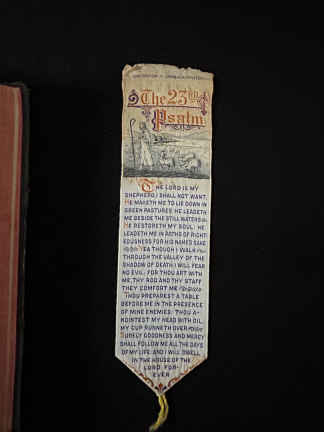 The 23rd
Psalm
THE LORD IS MY
SHEPHERD, I SHALL NOT WANT.
HE MAKETH ME TO LIE DOWN IN
GREEN PASTURES: HE LEADETH
ME BESIDE THE STILL WATERS.
HE RESTORETH MY SOUL: HE
LEADETH ME IN PATHS OF RIGHT
EOUSNESS FOR HIS NAMES SAKE
YEA THOUGH I WALK
THROUGH THE VALLEY OF THE
SHADOW OF DEATH I WILL FEAR
NO EVIL: FOR THOU ART WITH
ME, THY ROD AND THY STAFF
THEY COMFORT ME
THOU PREPAREST A TABLE
BEFORE ME IN THE PRESENCE
OF MINE ENEMIES: THOU A-
NOINTEST MY HEAD WITH OIL,
MY CUP RUNNETH OVER
SURELY GOODNESS AND MERCY
SHALL FOLLOW ME ALL THE DAYS
OF MY LIFE: AND I WILL DWELL
IN THE HOUSE OF THE
LORD FOR-
EVER